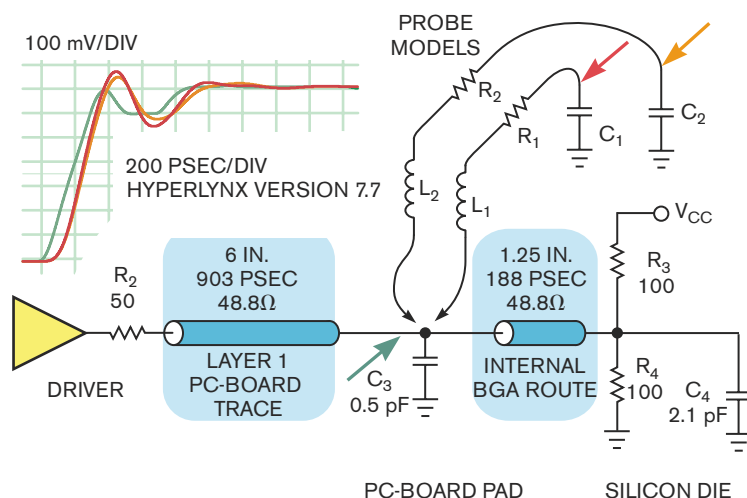 100 mV/DIV
PROBE
MODELS
R2
R1
C1
C2
200 PSEC/DIV
HYPERLYNX VERSION 7.7
L2
L1
VCC
6 IN.
903 PSEC
48.8Ω
1.25 IN.
188 PSEC
48.8Ω
R3
100
R2
50
DRIVER
LAYER 1
PC-BOARD
TRACE
C3
0.5 pF
INTERNAL
BGA ROUTE
R4
100
C4
2.1 pF
PC-BOARD PAD
SILICON DIE